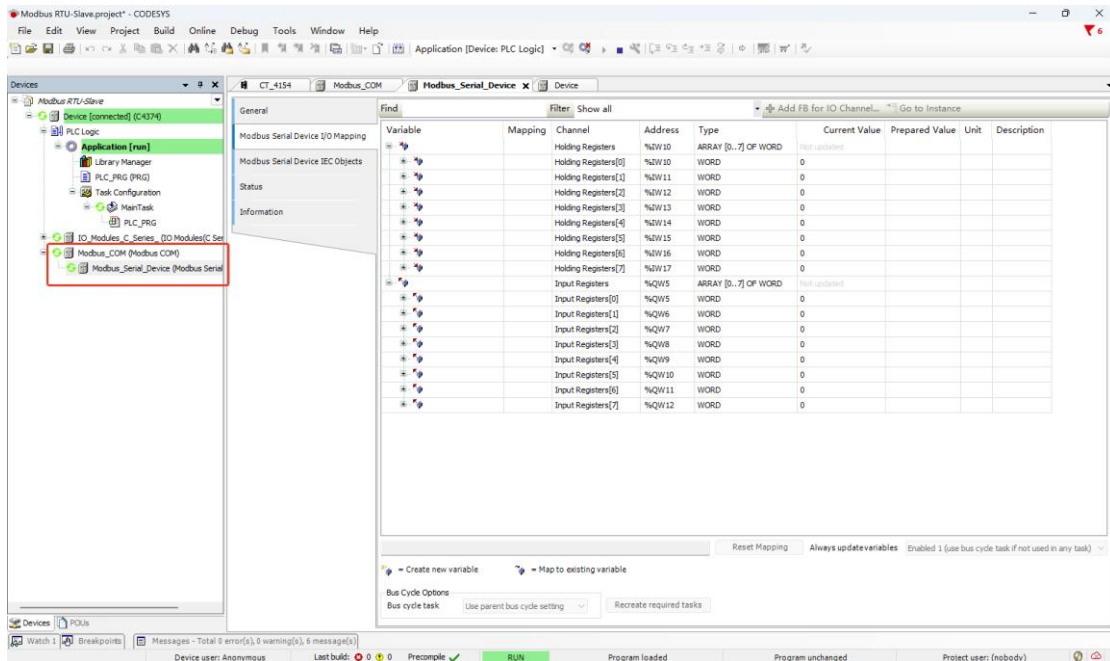 Modbus RTU-Slave.project* - CODESYS
File Edit View Project Build Online Debug Tools Window Help
6
Application [Device: PLC Logic]
Devices
CT_4154 Modbus_COM Modbus_Serial_Device Device
Modbus RTU-Slave
Device [connected] (C4374)
PLC Logic
Application [run]
Library Manager
PLC_PRG (PRG)
Task Configuration
MainTask
PLC_PRG
IO_Modules_C_Series_ (IO Modules(C Ser
Modbus_COM (Modbus COM)
Modbus_Serial_Device (Modbus Serial
General
Modbus Serial Device I/O Mapping
Modbus Serial Device IEC Objects
Status
Information
Find Filter Show all Add FB for IO Channel... Go to Instance
Variable Mapping Channel Address Type Current Value Prepared Value Unit Description
Holding Registers %IW10 ARRAY [0..7] OF WORD Not updated
Holding Registers[0] %IW10 WORD 0
Holding Registers[1] %IW11 WORD 0
Holding Registers[2] %IW12 WORD 0
Holding Registers[3] %IW13 WORD 0
Holding Registers[4] %IW14 WORD 0
Holding Registers[5] %IW15 WORD 0
Holding Registers[6] %IW16 WORD 0
Holding Registers[7] %IW17 WORD 0
Input Registers %QW5 ARRAY [0..7] OF WORD Not updated
Input Registers[0] %QW5 WORD 0
Input Registers[1] %QW6 WORD 0
Input Registers[2] %QW7 WORD 0
Input Registers[3] %QW8 WORD 0
Input Registers[4] %QW9 WORD 0
Input Registers[5] %QW10 WORD 0
Input Registers[6] %QW11 WORD 0
Input Registers[7] %QW12 WORD 0
Reset Mapping Always update variables Enabled 1 (use bus cycle task if not used in any task)
= Create new variable = Map to existing variable
Bus Cycle Options
Bus cycle task Use parent bus cycle setting Recreate required tasks
Devices POUs
Watch 1 Breakpoints Messages - Total 0 error(s), 0 warning(s), 6 message(s)
Device user: Anonymous Last build: 0 0 Precompile RUN Program loaded Program unchanged Project user: (nobody)